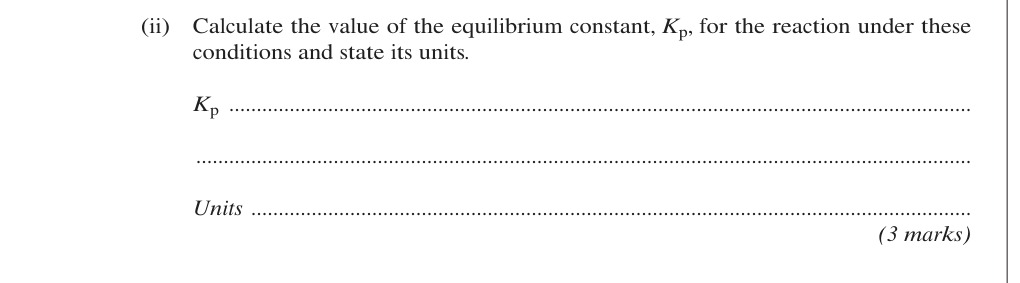 (ii) Calculate the value of the equilibrium constant, Kp, for the reaction under these
conditions and state its units.
Kp ....................................................................................................
....................................................................................................
Units ....................................................................................................
(3 marks)